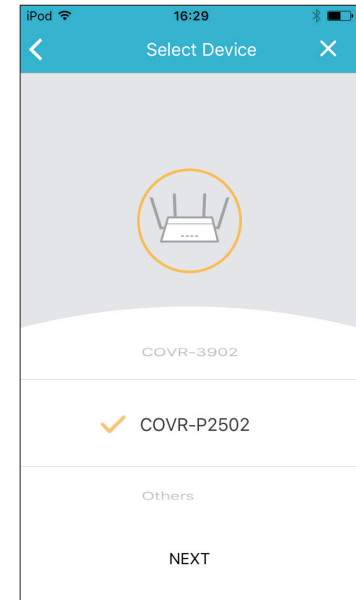 iPod 16:29
Select Device
COVR-3902
COVR-P2502
Others
NEXT